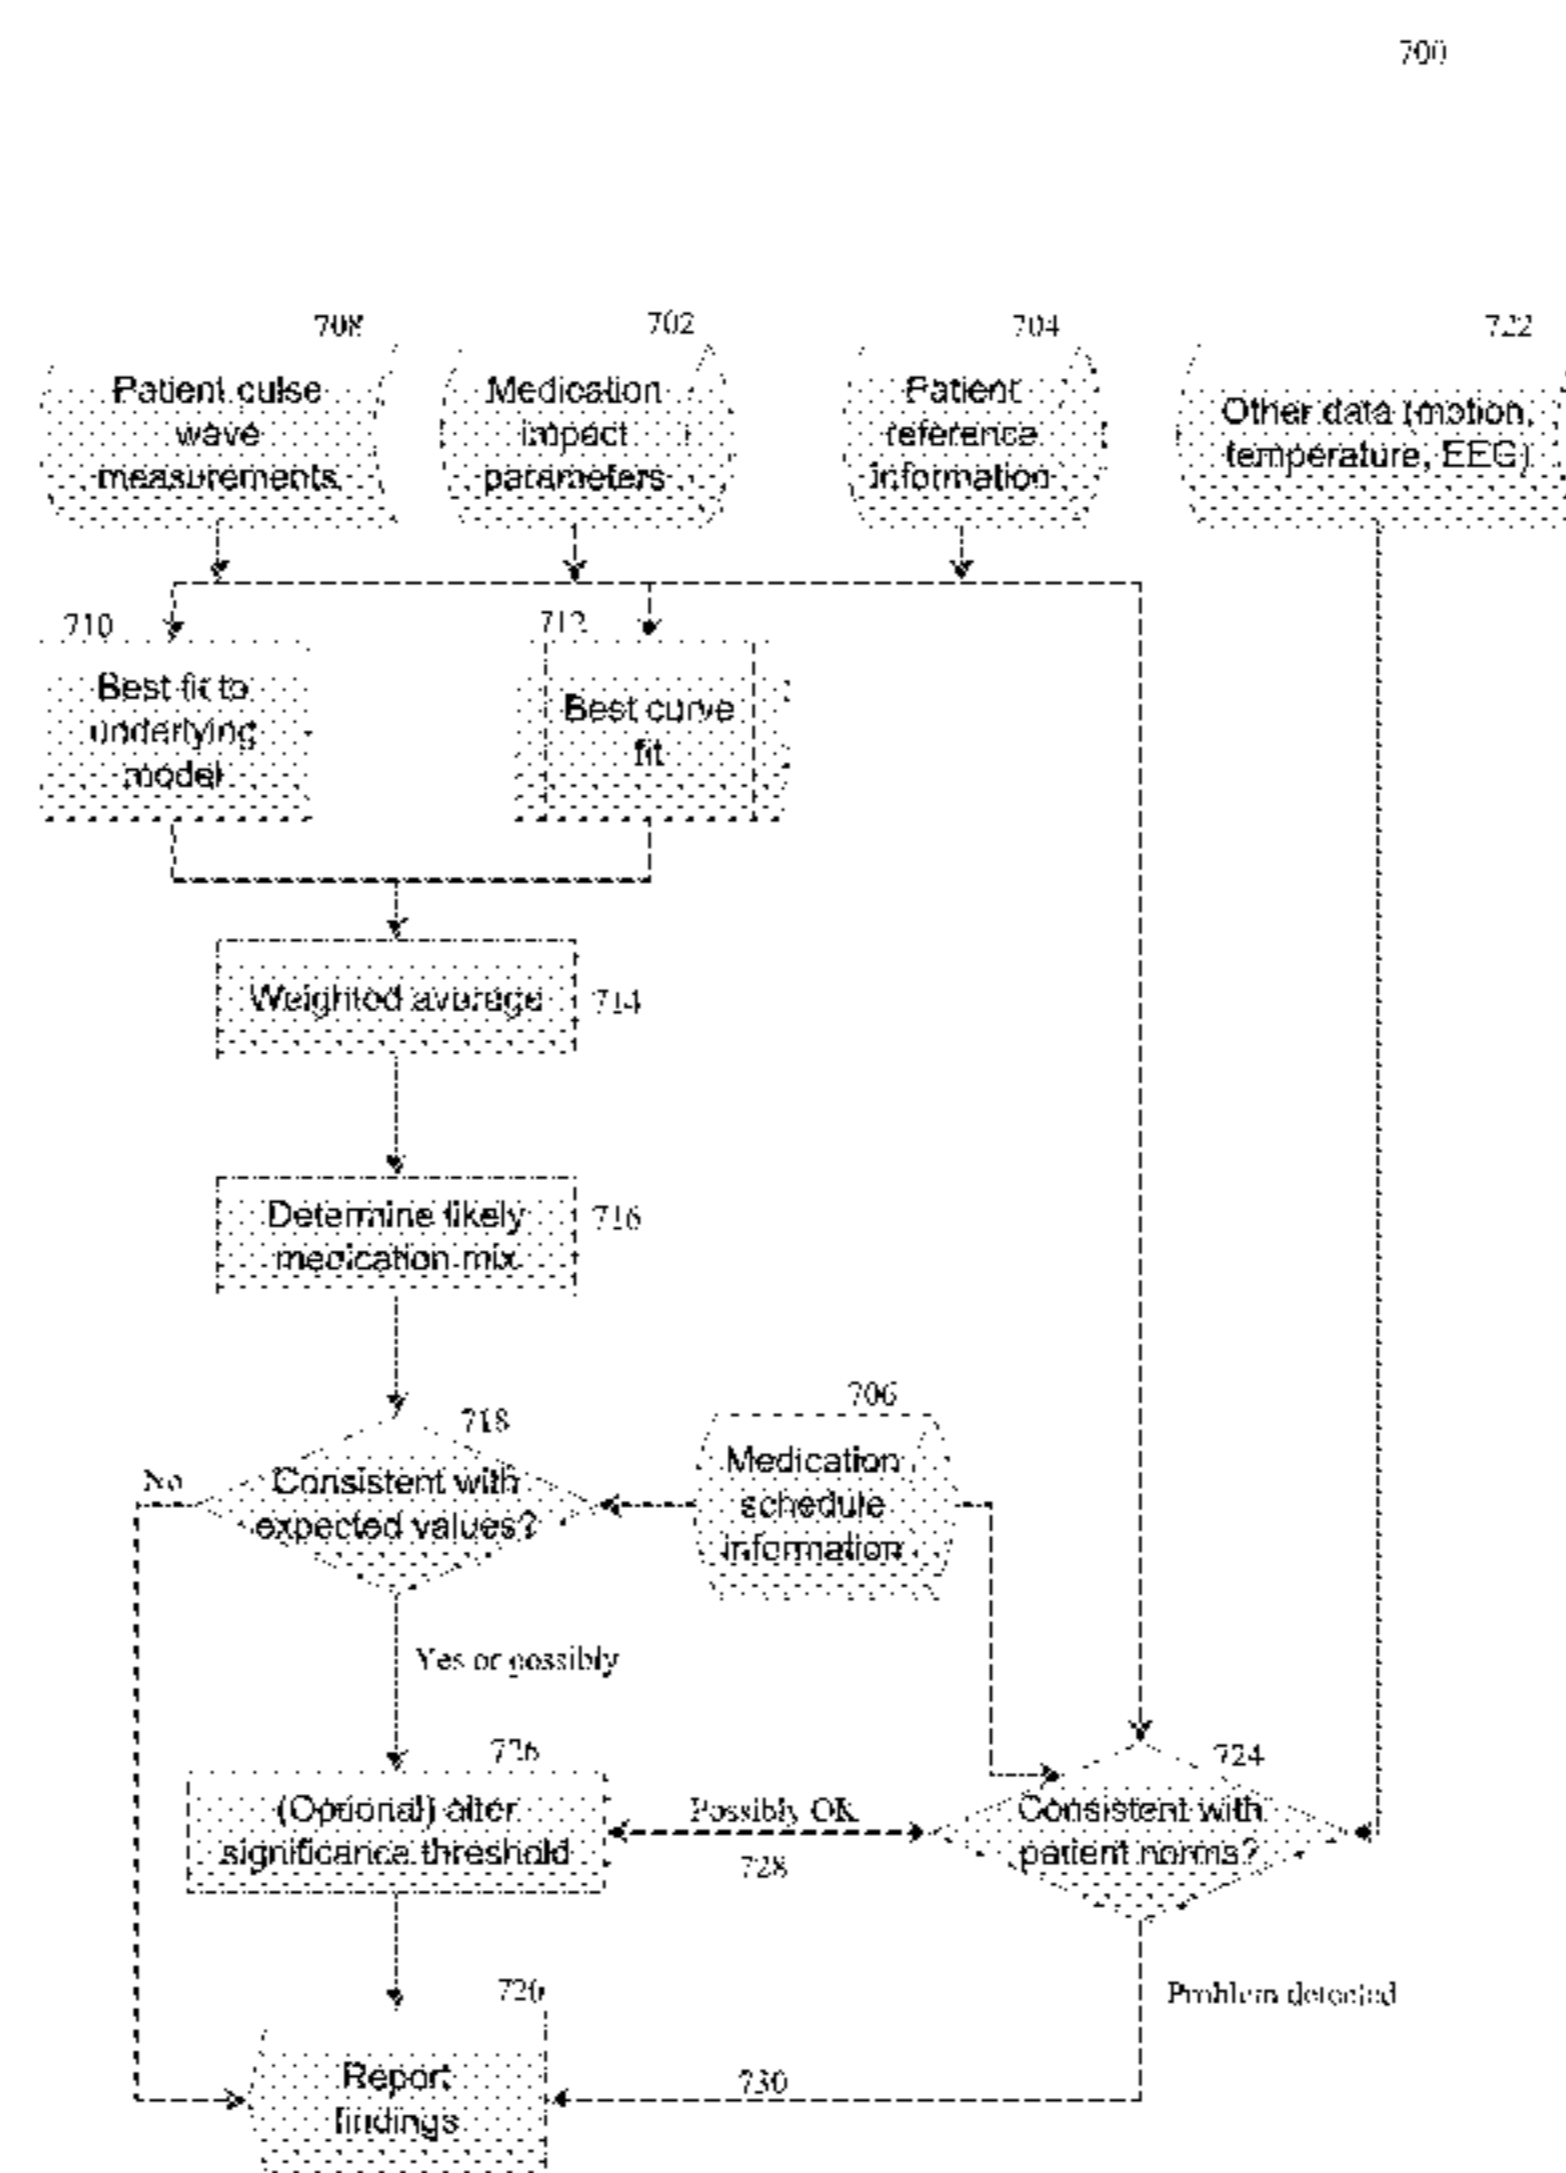 700
708
702
704
722
Patient pulse
wave
measurements
Medication
impact
parameters
Patient
reference
information
Other data (motion,
temperature, EEG)
710
712
Best fit to
underlying
model
Best curve
fit
Weighted average
714
Determine likely
medication mix
716
706
718
No
Consistent with
expected values?
Medication
schedule
information
Yes or possibly
726
724
(Optional) alter
significance threshold
Possibly OK
728
Consistent with
patient norms?
720
Problem detected
Report
findings
730